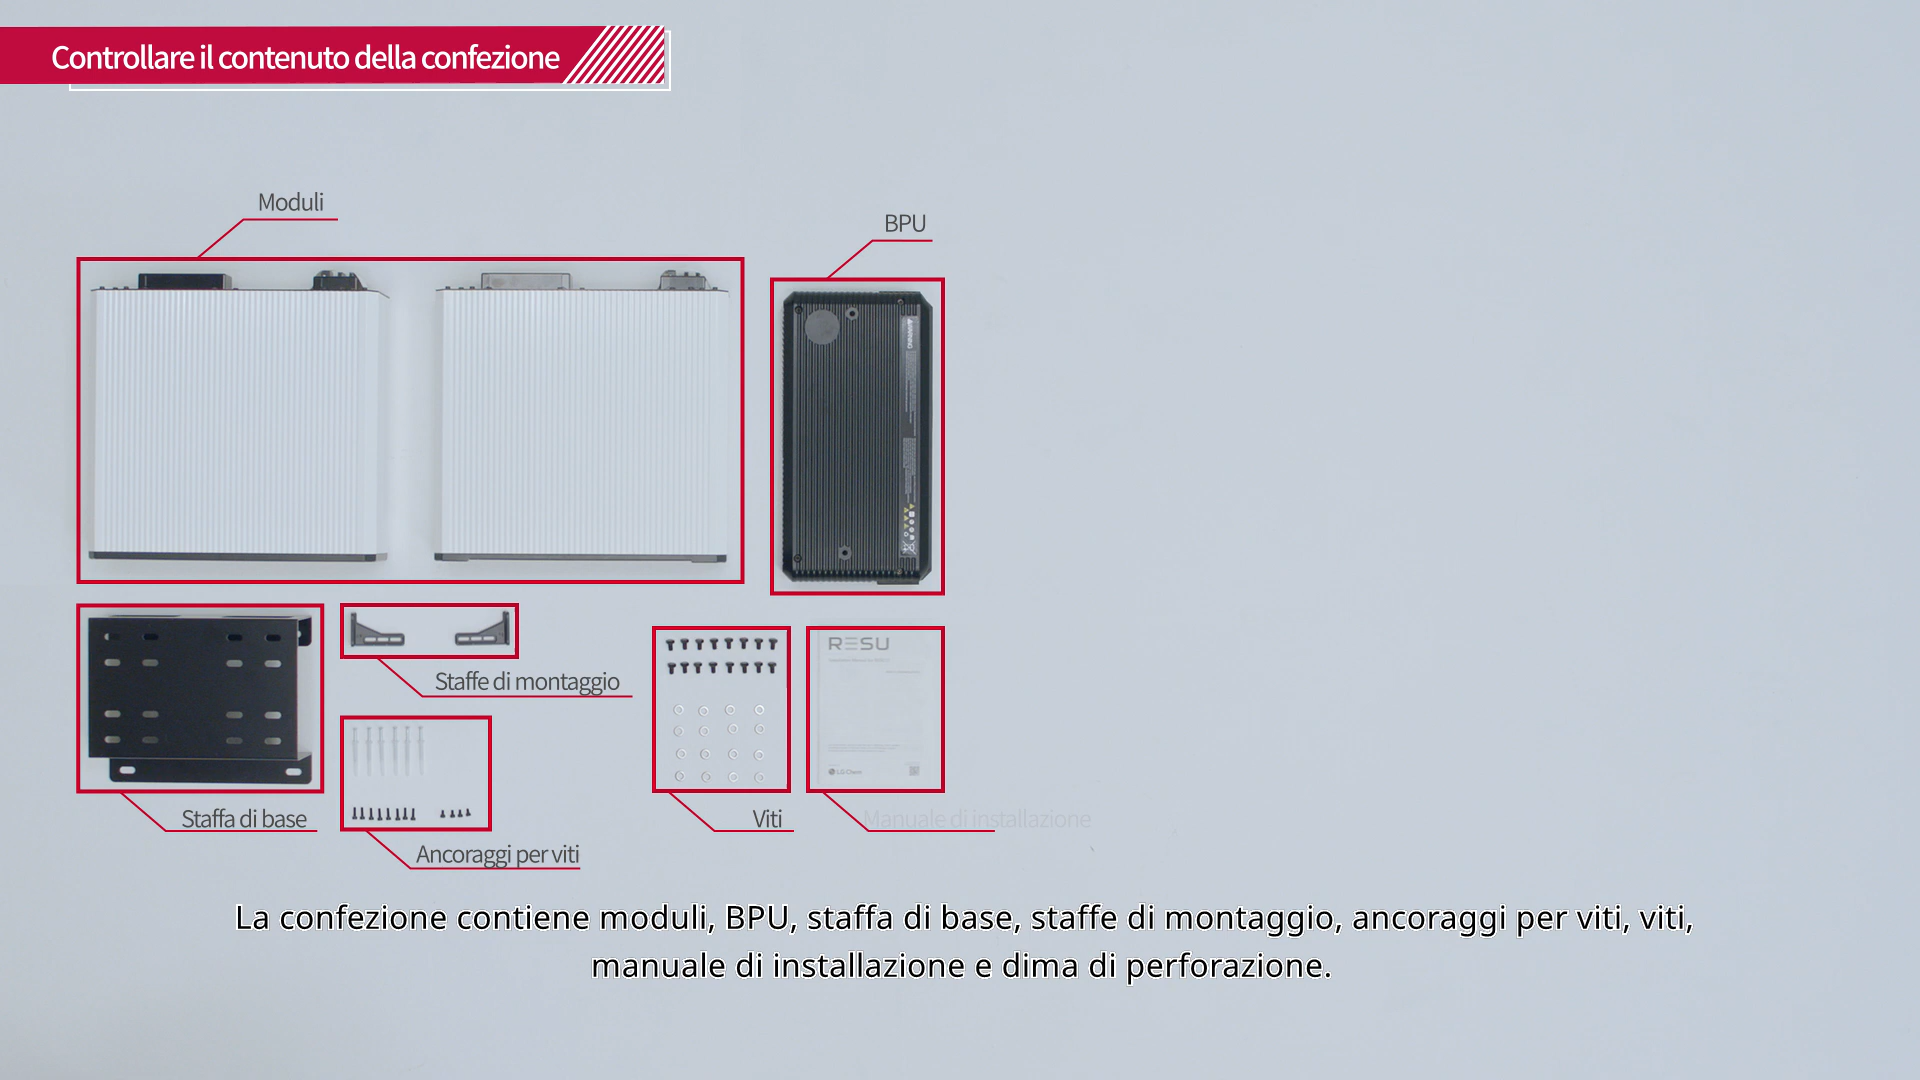 Controllare il contenuto della confezione
Moduli
BPU
Staffe di montaggio
RESU
LG Chem
Staffa di base
Viti
Manuale di installazione
Ancoraggi per viti
La confezione contiene moduli, BPU, staffa di base, staffe di montaggio, ancoraggi per viti, viti,
manuale di installazione e dima di perforazione.